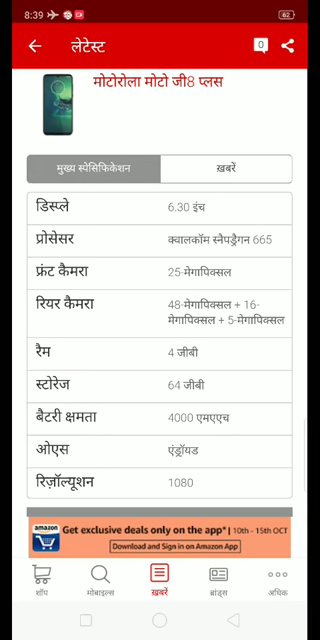 8:39
62
लेटेस्ट
0
मोटोरोला मोटो जी8 प्लस
मुख्य स्पेसिफिकेशन
ख़बरें
डिस्प्ले 6.30 इंच
प्रोसेसर क्वालकॉम स्नैपड्रैगन 665
फ्रंट कैमरा 25-मेगापिक्सल
रियर कैमरा 48-मेगापिक्सल + 16-
मेगापिक्सल + 5-मेगापिक्सल
रैम 4 जीबी
स्टोरेज 64 जीबी
बैटरी क्षमता 4000 एमएएच
ओएस एंड्रॉयड
रिज़ॉल्यूशन 1080
amazon
Get exclusive deals only on the app* | 10th - 15th OCT
Download and Sign in on Amazon App
शॉप
मोबाइल्स
ख़बरें
ब्रांड्स
अधिक